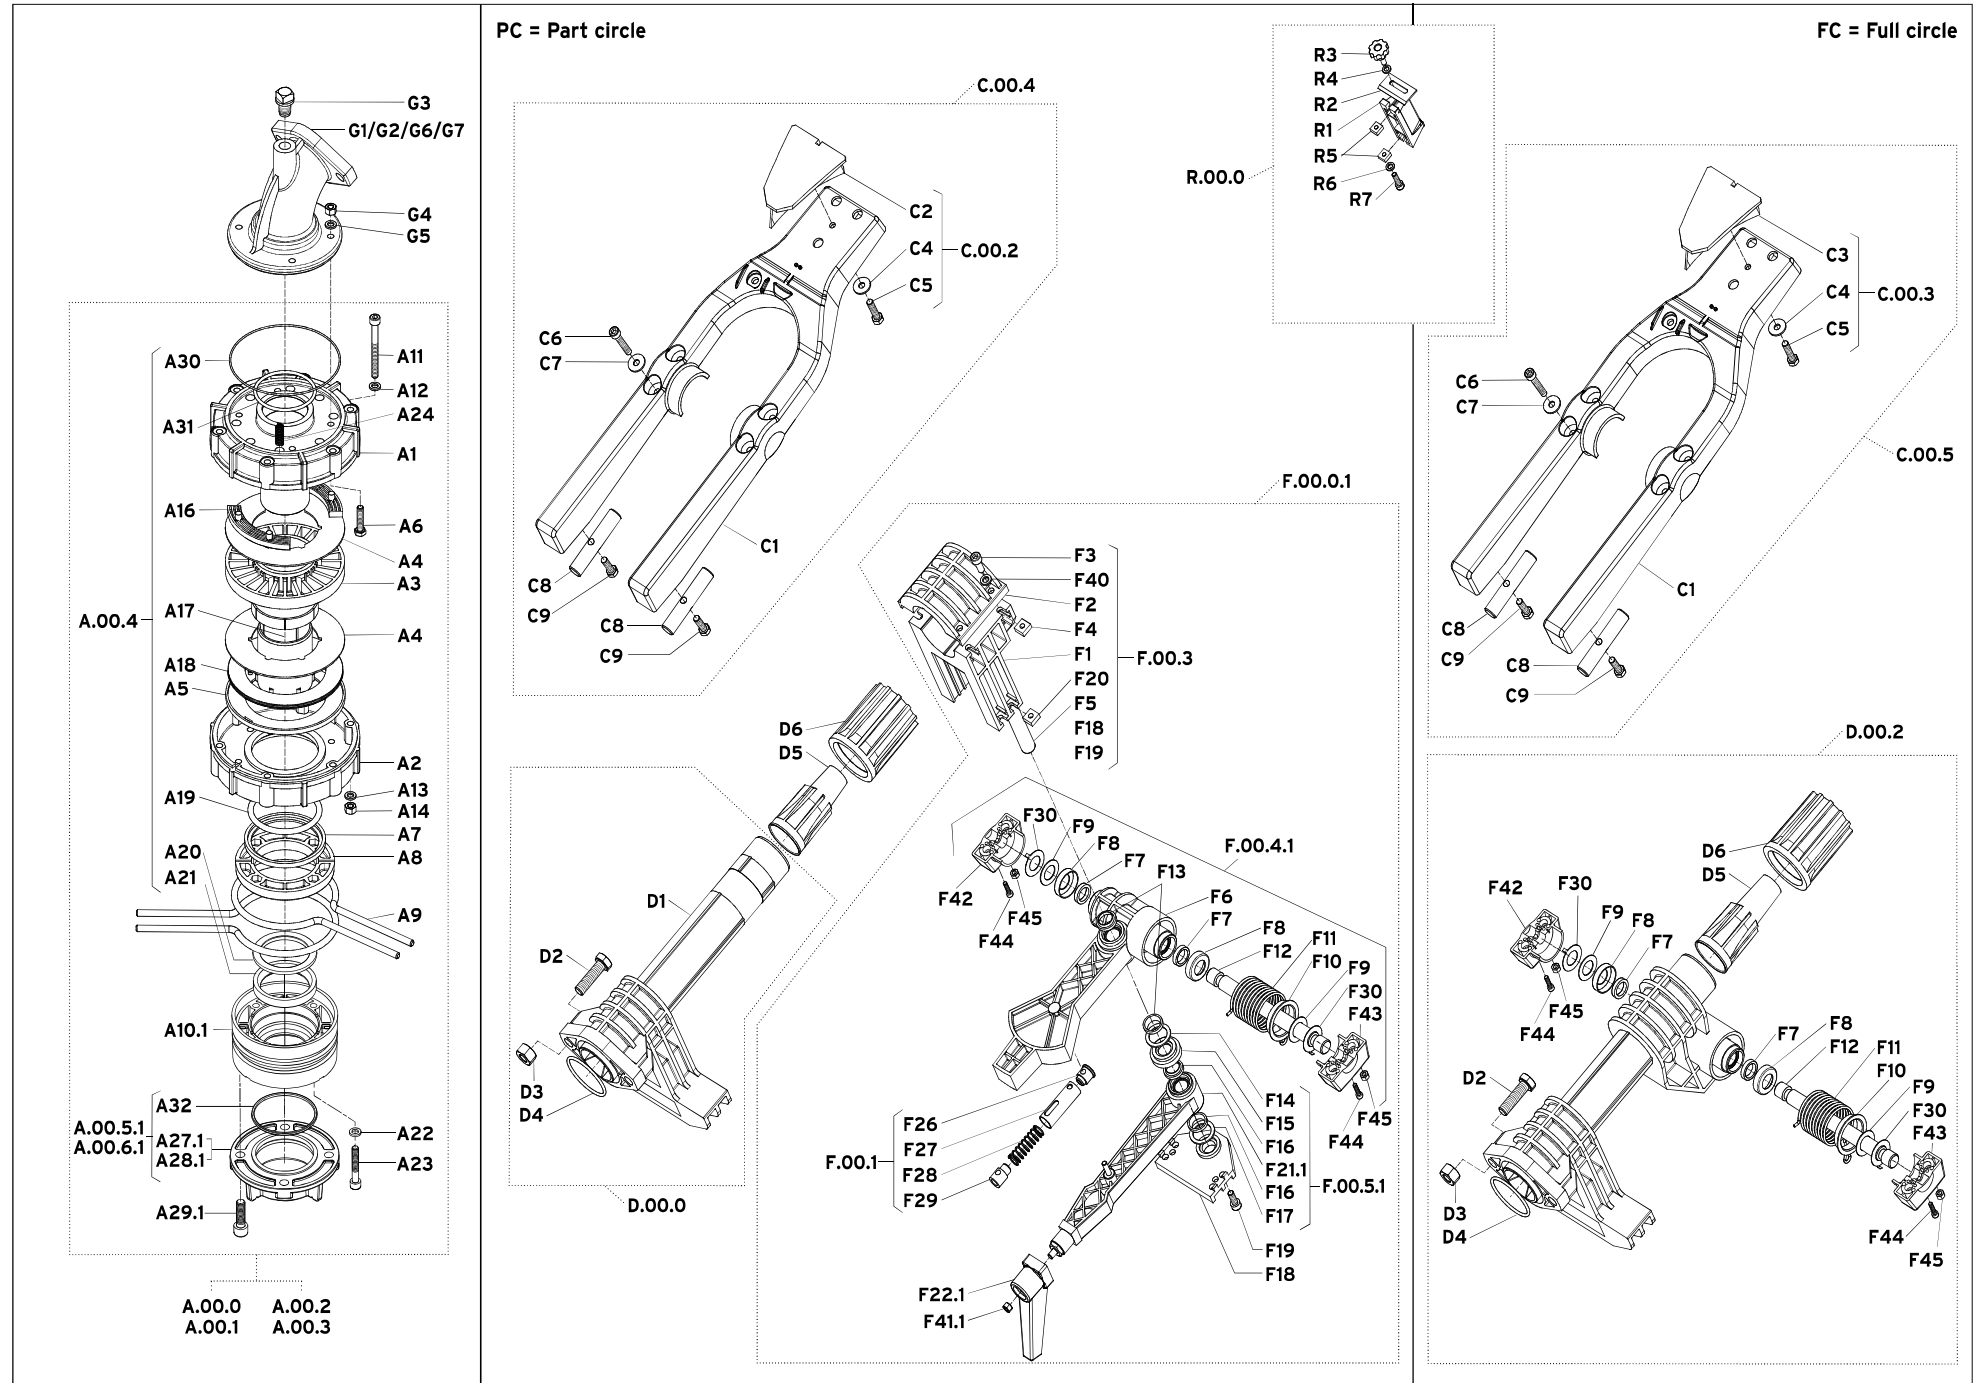 PC = Part circle
FC = Full circle
G3
G1/G2/G6/G7
G4
G5
A30
A11
A12
A24
A31
A1
A16
A6
A4
A3
A17
A.00.4
A4
A18
A5
A2
A13
A19
A14
A7
A20
A8
A21
A9
A10.1
A32
A.00.5.1
A.00.6.1
A27.1
A28.1
A22
A23
A29.1
A.00.0
A.00.2
A.00.1
A.00.3
C.00.4
C2
C4
C.00.2
C5
C6
C7
C1
C8
C9
C8
C9
R3
R4
R2
R1
R5
R6
R7
R.00.0
F.00.0.1
F3
F40
F2
F4
F1
F.00.3
F20
F5
F18
F19
D6
D5
D1
D2
D3
D4
D.00.0
F30
F9
F8
F7
F13
F.00.4.1
F42
F45
F44
F6
F7
F8
F12
F11
F10
F9
F30
F43
F45
F44
F14
F15
F16
F21.1
F16
F17
F.00.5.1
F19
F18
F26
F27
F.00.1
F28
F29
F22.1
F41.1
C3
C4
C.00.3
C5
C6
C7
C.00.5
C1
C8
C9
C8
C9
D.00.2
D6
D5
F42
F30
F9
F8
F7
F45
F44
F7
F8
F12
F11
F10
F9
F30
F43
D2
D3
D4
F44
F45